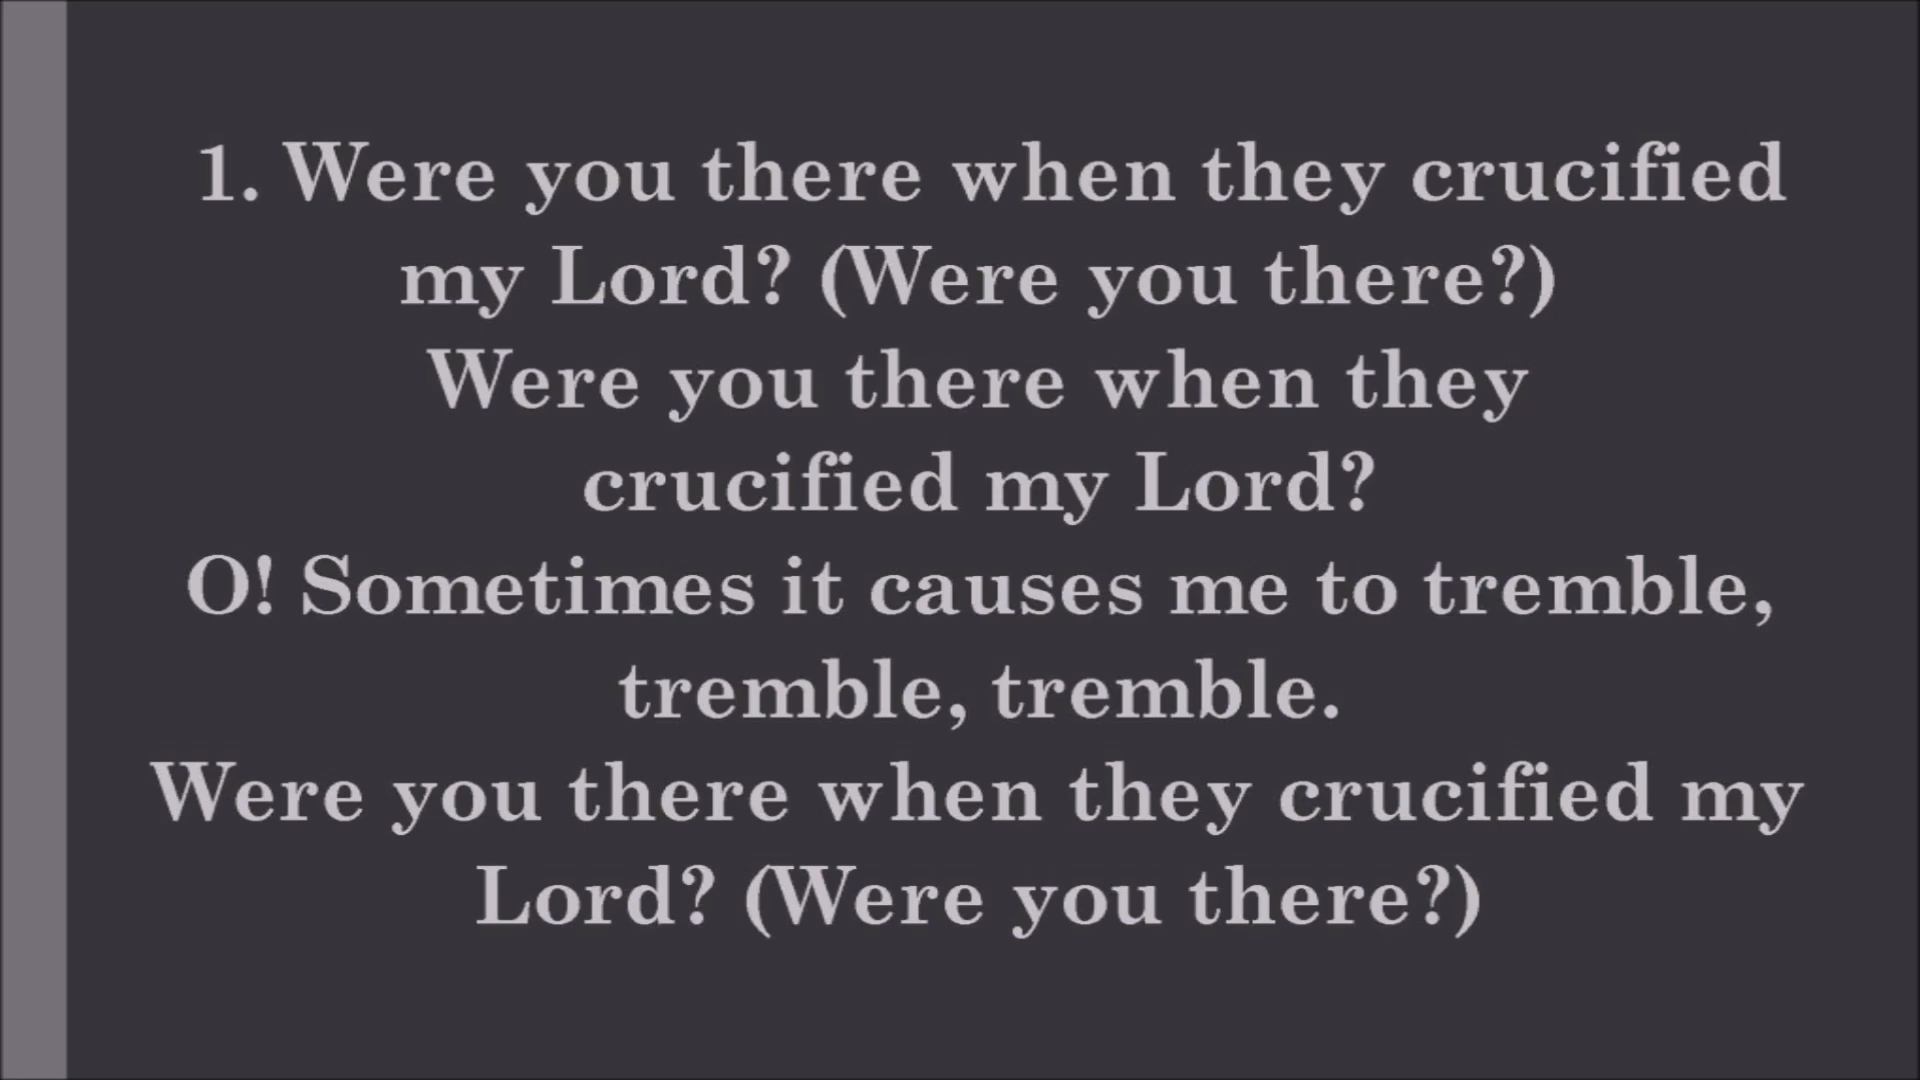 1. Were you there when they crucified
my Lord? (Were you there?)
Were you there when they
crucified my Lord?
O! Sometimes it causes me to tremble,
tremble, tremble.
Were you there when they crucified my
Lord? (Were you there?)